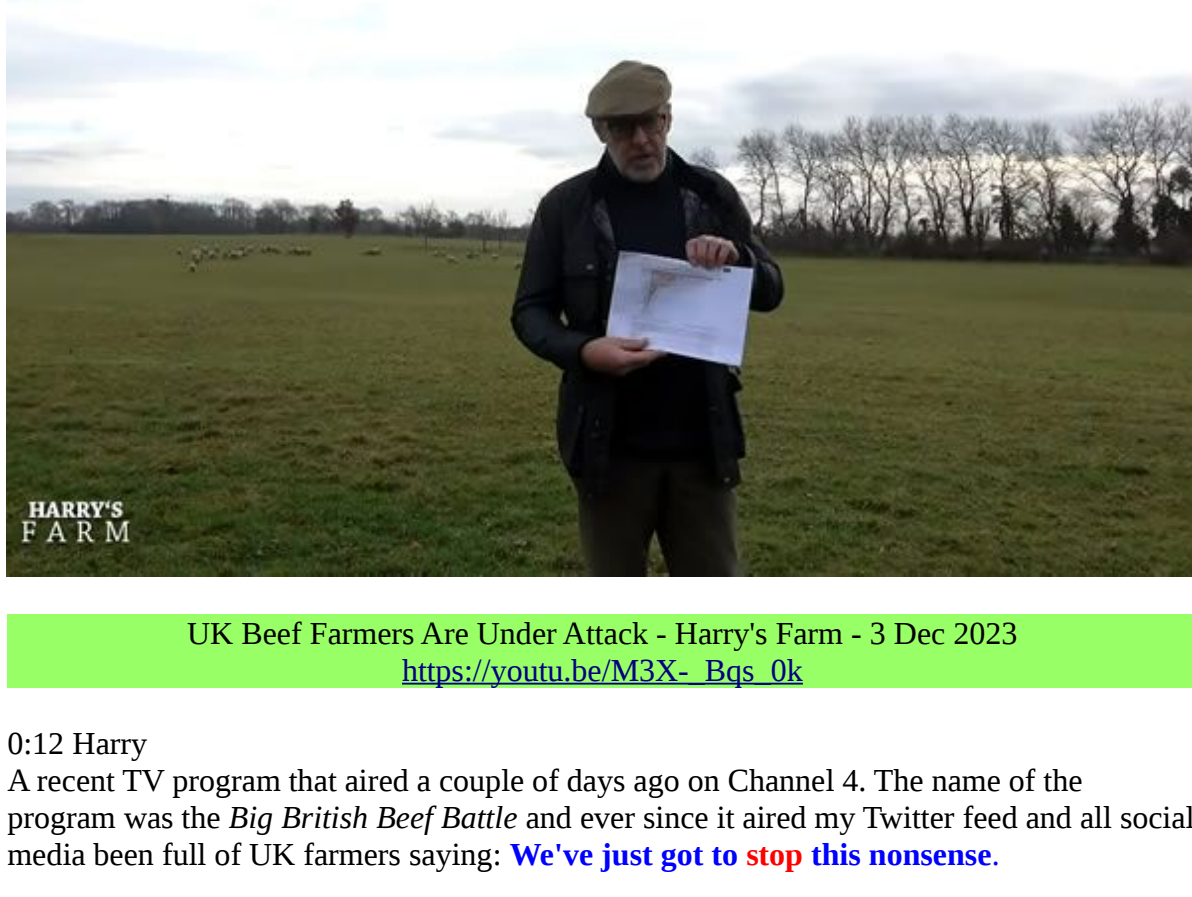 HARRY'S
FARM
UK Beef Farmers Are Under Attack - Harry's Farm - 3 Dec 2023
https://youtu.be/M3X-_Bqs_0k
0:12 Harry
A recent TV program that aired a couple of days ago on Channel 4. The name of the
program was the Big British Beef Battle and ever since it aired my Twitter feed and all social
media been full of UK farmers saying: We've just got to stop this nonsense.